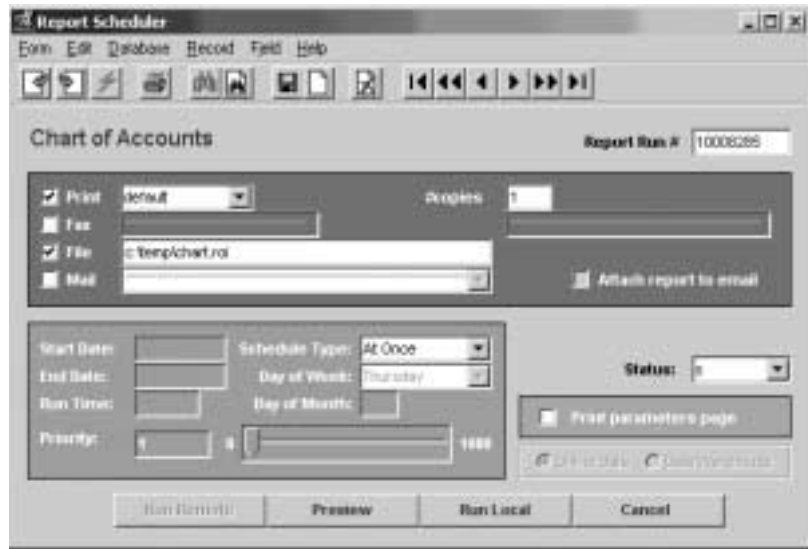 Report Scheduler
Form Edit Database Record Field Help
Chart of Accounts
Report Run # 10008285
Print default #copies 1
Fax
File c:\temp\chart.roi
Mail Attach report to email
Start Date: Schedule Type: At Once
End Date: Day of Week: Thursday
Run Time: Day of Month:
Status:
Print parameters page
Priority: 1 0 1000
Run Remote Preview Run Local Cancel